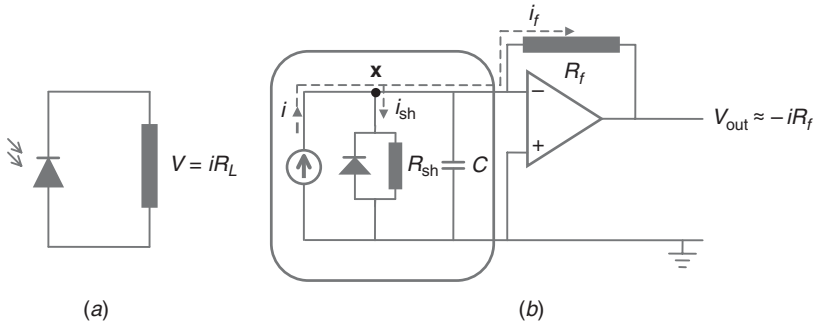 V = iR_L
(a)
x
i
i_sh
R_sh
C
i_f
R_f
−
+
V_out ≈ −iR_f
(b)